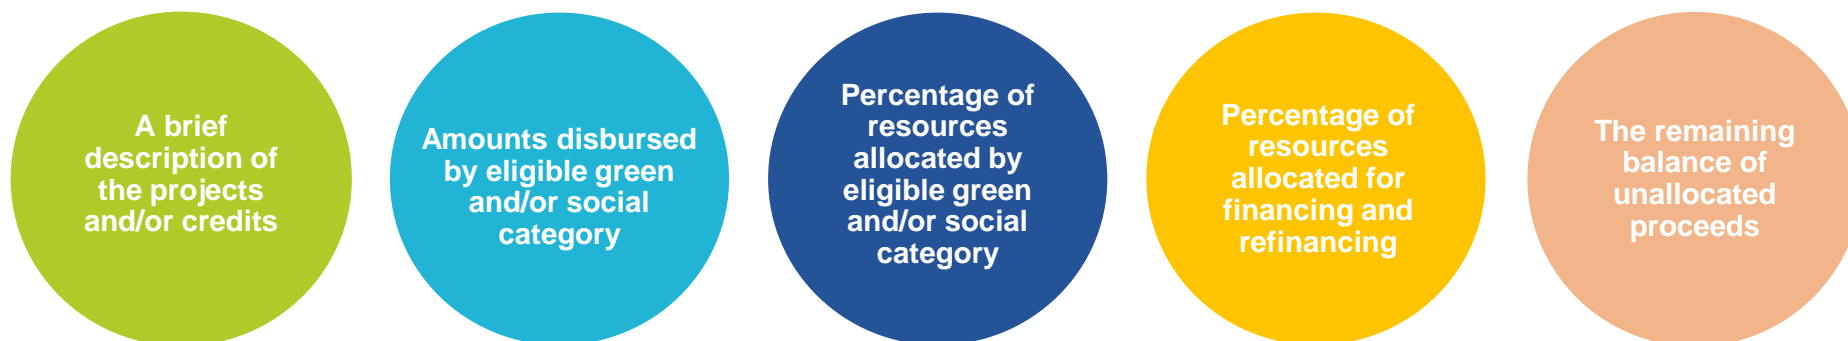 A brief
description of
the projects
and/or credits
Amounts disbursed
by eligible green
and/or social
category
Percentage of
resources
allocated by
eligible green
and/or social
category
Percentage of
resources
allocated for
financing and
refinancing
The remaining
balance of
unallocated
proceeds